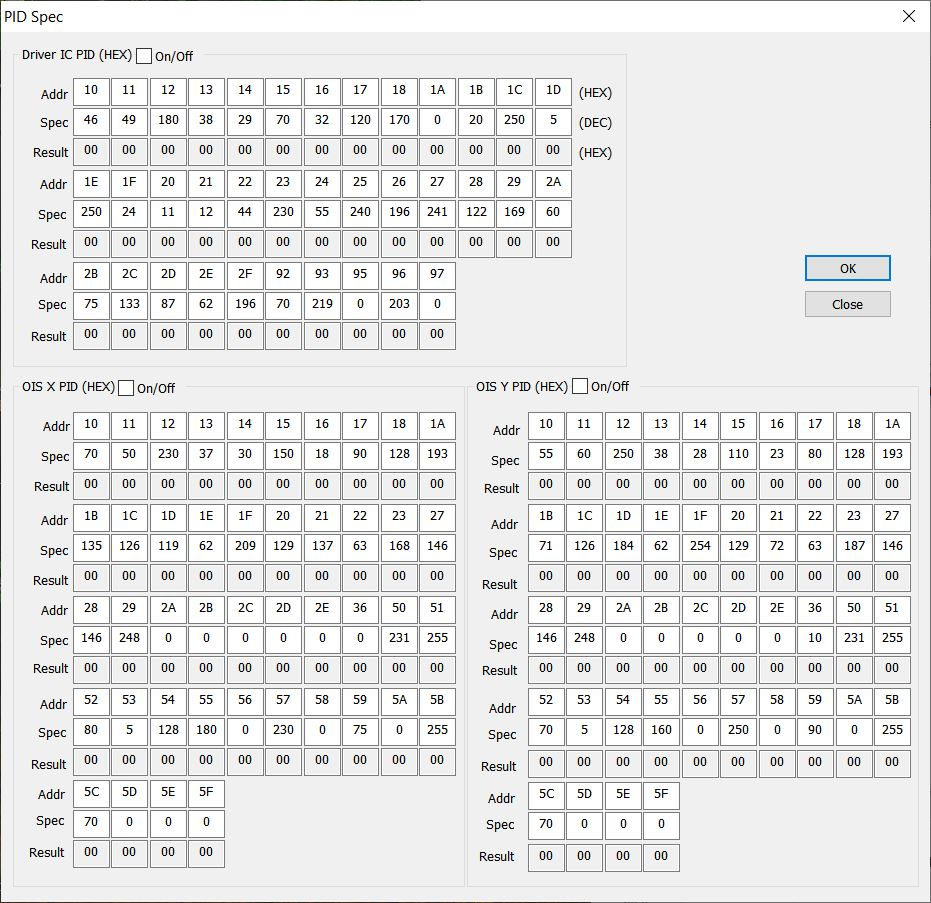 PID Spec
Driver IC PID (HEX) On/Off
Addr 10 11 12 13 14 15 16 17 18 1A 1B 1C 1D (HEX)
Spec 46 49 180 38 29 70 32 120 170 0 20 250 5 (DEC)
Result 00 00 00 00 00 00 00 00 00 00 00 00 00 (HEX)
Addr 1E 1F 20 21 22 23 24 25 26 27 28 29 2A
Spec 250 24 11 12 44 230 55 240 196 241 122 169 60
Result 00 00 00 00 00 00 00 00 00 00 00 00 00
Addr 2B 2C 2D 2E 2F 92 93 95 96 97
Spec 75 133 87 62 196 70 219 0 203 0
Result 00 00 00 00 00 00 00 00 00 00
OK
Close
OIS X PID (HEX) On/Off
Addr 10 11 12 13 14 15 16 17 18 1A
Spec 70 50 230 37 30 150 18 90 128 193
Result 00 00 00 00 00 00 00 00 00 00
Addr 1B 1C 1D 1E 1F 20 21 22 23 27
Spec 135 126 119 62 209 129 137 63 168 146
Result 00 00 00 00 00 00 00 00 00 00
Addr 28 29 2A 2B 2C 2D 2E 36 50 51
Spec 146 248 0 0 0 0 0 0 231 255
Result 00 00 00 00 00 00 00 00 00 00
Addr 52 53 54 55 56 57 58 59 5A 5B
Spec 80 5 128 180 0 230 0 75 0 255
Result 00 00 00 00 00 00 00 00 00 00
Addr 5C 5D 5E 5F
Spec 70 0 0 0
Result 00 00 00 00
OIS Y PID (HEX) On/Off
Addr 10 11 12 13 14 15 16 17 18 1A
Spec 55 60 250 38 28 110 23 80 128 193
Result 00 00 00 00 00 00 00 00 00 00
Addr 1B 1C 1D 1E 1F 20 21 22 23 27
Spec 71 126 184 62 254 129 72 63 187 146
Result 00 00 00 00 00 00 00 00 00 00
Addr 28 29 2A 2B 2C 2D 2E 36 50 51
Spec 146 248 0 0 0 0 0 10 231 255
Result 00 00 00 00 00 00 00 00 00 00
Addr 52 53 54 55 56 57 58 59 5A 5B
Spec 70 5 128 160 0 250 0 90 0 255
Result 00 00 00 00 00 00 00 00 00 00
Addr 5C 5D 5E 5F
Spec 70 0 0 0
Result 00 00 00 00